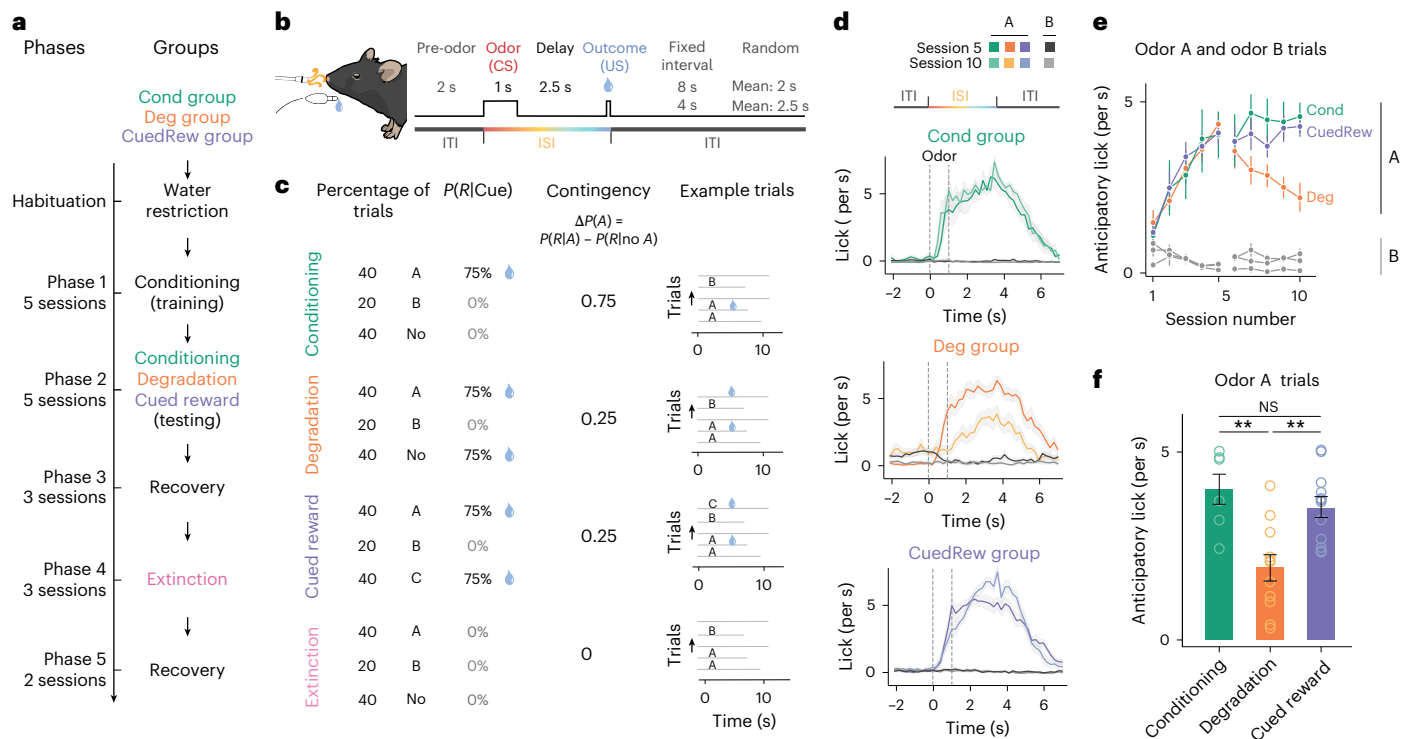 a
Phases
Groups
Cond group
Deg group
CuedRew group
Habituation
Water
restriction
Phase 1
5 sessions
Conditioning
(training)
Phase 2
5 sessions
Conditioning
Degradation
Cued reward
(testing)
Phase 3
3 sessions
Recovery
Phase 4
3 sessions
Extinction
Phase 5
2 sessions
Recovery
b
Pre-odor
Odor
(CS)
Delay
Outcome
(US)
Fixed
interval
Random
2 s
1 s
2.5 s
8 s
Mean: 2 s
4 s
Mean: 2.5 s
ITI
ISI
ITI
c
Percentage of
trials
P(R|Cue)
Contingency
ΔP(A) =
P(R|A) – P(R|no A)
Example trials
Conditioning
40 A 75%
20 B 0%
40 No 0%
0.75
Trials
B
A
A
0 10
Degradation
40 A 75%
20 B 0%
40 No 75%
0.25
Trials
B
A
A
0 10
Cued reward
40 A 75%
20 B 0%
40 C 75%
0.25
Trials
C
B
A
A
0 10
Extinction
40 A 0%
20 B 0%
40 No 0%
0
Trials
B
A
A
0 10
Time (s)
d
A B
Session 5
Session 10
ITI ISI ITI
Cond group
Odor
Lick ( per s)
5
0
–2 0 2 4 6
Time (s)
Deg group
Lick (per s)
5
0
–2 0 2 4 6
Time (s)
CuedRew group
Lick (per s)
5
0
–2 0 2 4 6
Time (s)
e
Odor A and odor B trials
Anticipatory lick (per s)
5
0
Cond
CuedRew
Deg
A
B
1 5 10
Session number
f
Odor A trials
NS
** **
Anticipatory lick (per s)
5
0
Conditioning
Degradation
Cued reward